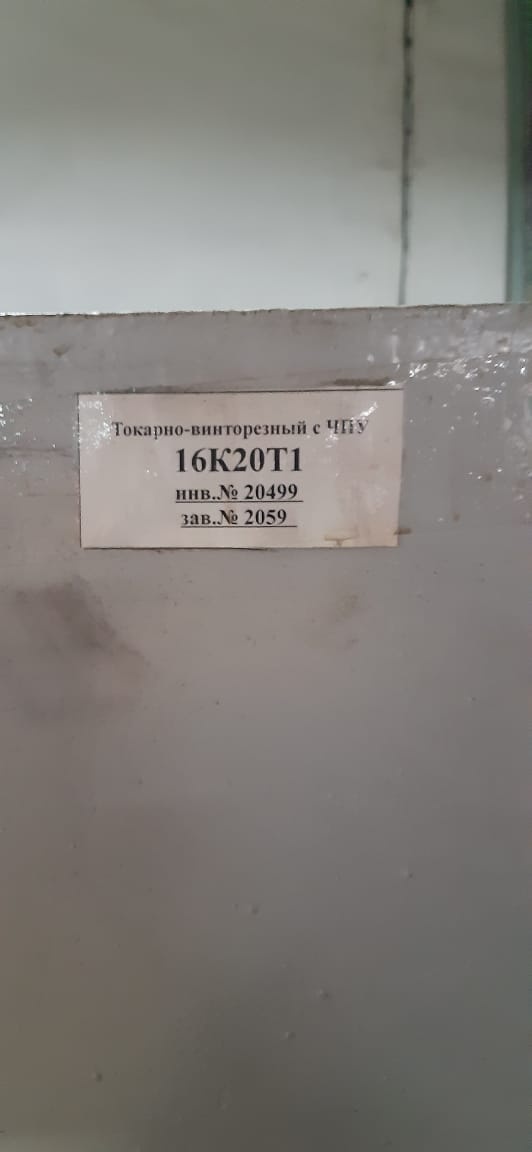 Токарно-винторезный с ЧПУ
16К20Т1
инв.№ 20499
зав.№ 2059